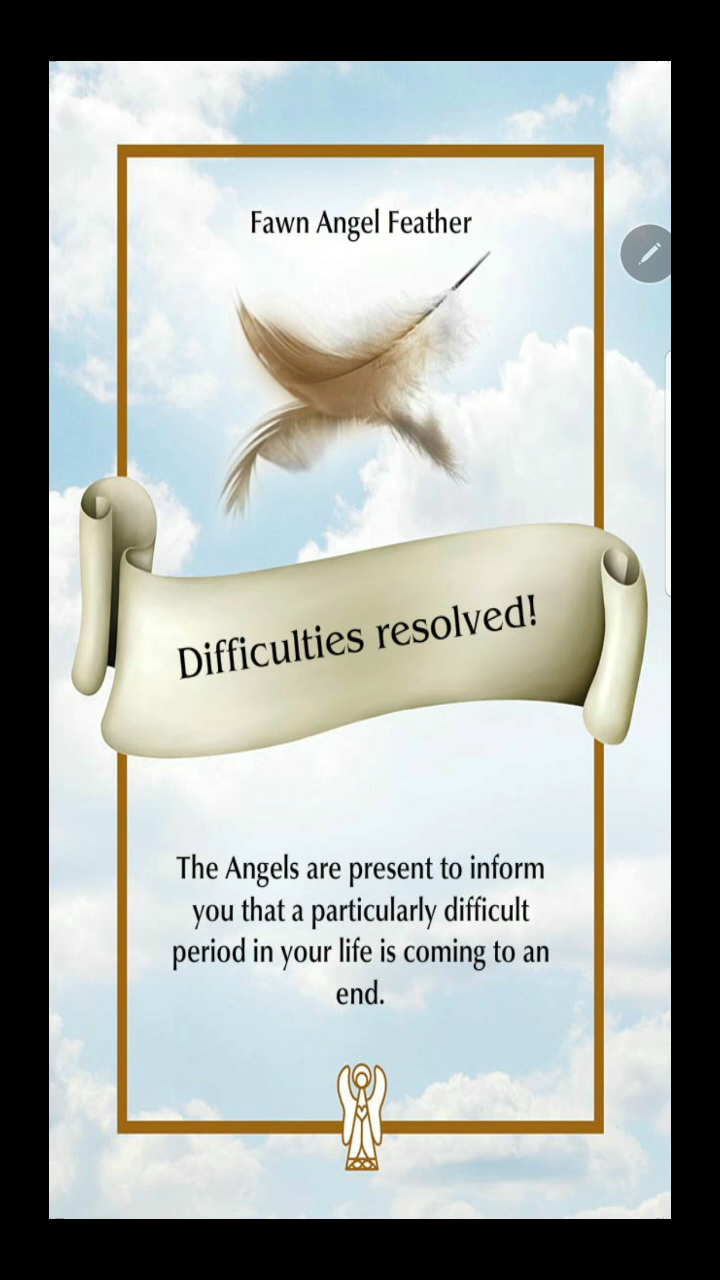 Fawn Angel Feather
Difficulties resolved!
The Angels are present to inform
you that a particularly difficult
period in your life is coming to an
end.